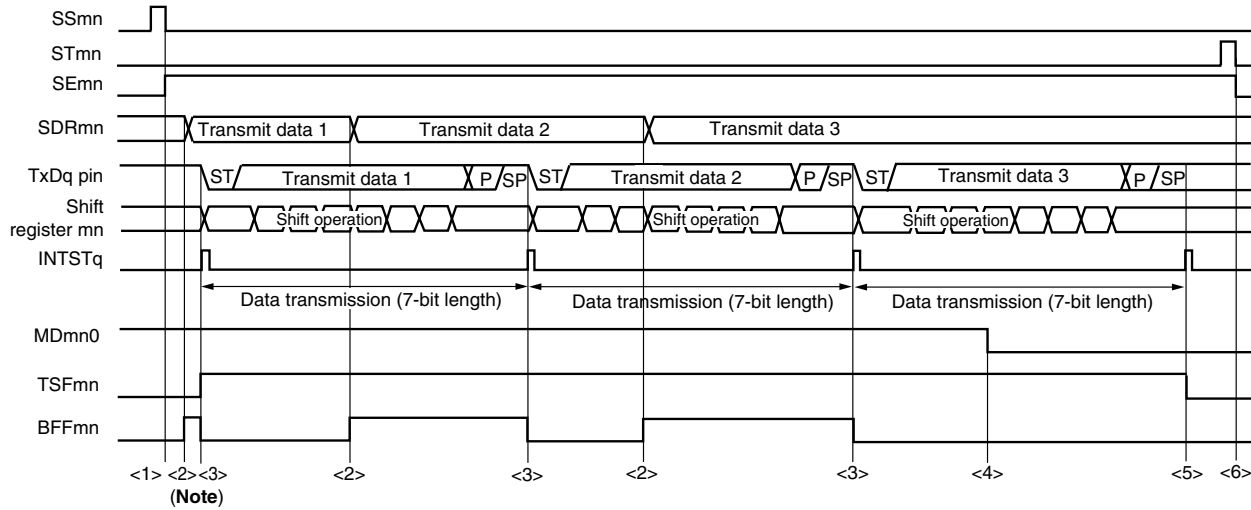 SSmn
STmn
SEmn
SDRmn
Transmit data 1
Transmit data 2
Transmit data 3
TxDq pin
ST
Transmit data 1
P
SP
ST
Transmit data 2
P
SP
ST
Transmit data 3
P
SP
Shift
register mn
Shift operation
Shift operation
Shift operation
INTSTq
Data transmission (7-bit length)
Data transmission (7-bit length)
Data transmission (7-bit length)
MDmn0
TSFmn
BFFmn
<1> <2> <3> <2> <3> <2> <3> <4> <5> <6>
(Note)